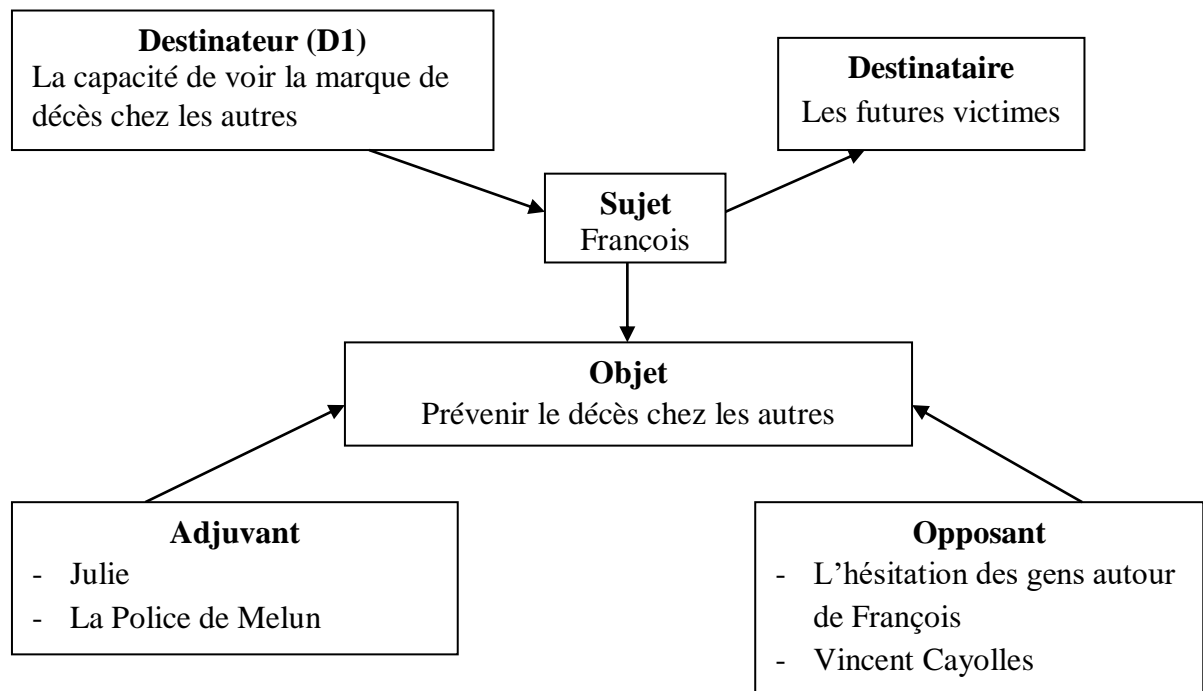 Destinateur (D1)
La capacité de voir la marque de
décès chez les autres
Destinataire
Les futures victimes
Sujet
François
Objet
Prévenir le décès chez les autres
Adjuvant
- Julie
- La Police de Melun
Opposant
- L’hésitation des gens autour
de François
- Vincent Cayolles